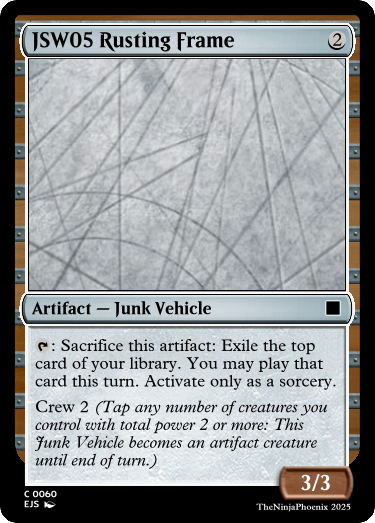 JSW05 Rusting Frame 2
Artifact — Junk Vehicle
: Sacrifice this artifact: Exile the top
card of your library. You may play that
card this turn. Activate only as a sorcery.
Crew 2 (Tap any number of creatures you
control with total power 2 or more: This
Junk Vehicle becomes an artifact creature
until end of turn.)
3/3
C 0060
EJS
TheNinjaPhoenix 2025